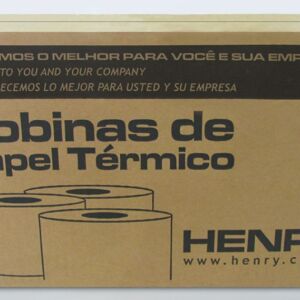 MOS O MELHOR PARA VOCÊ E SUA EMP
TO YOU AND YOUR COMPANY
ECEMOS LO MEJOR PARA USTED Y SU EMPRESA
obinas de
apel Térmico
HENR
www.henry.c